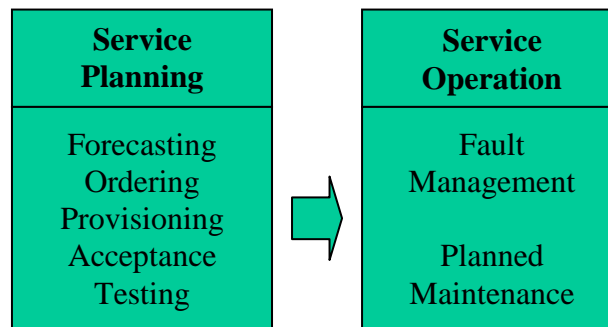 Service
Planning
Forecasting
Ordering
Provisioning
Acceptance
Testing
Service
Operation
Fault
Management
Planned
Maintenance